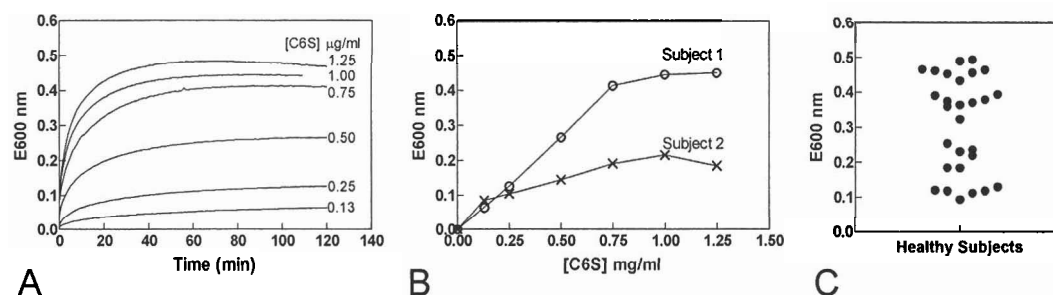 0.6
0.5
0.4
0.3
0.2
0.1
0.0
E600 nm
[C6S] µg/ml
1.25
1.00
0.75
0.50
0.25
0.13
0 20 40 60 80 100 120 140
Time (min)
A
0.6
0.5
0.4
0.3
0.2
0.1
0.0
E600 nm
Subject 1
Subject 2
0.00 0.25 0.50 0.75 1.00 1.25 1.50
[C6S] mg/ml
B
0.6
0.5
0.4
0.3
0.2
0.1
0.0
E600 nm
Healthy Subjects
C